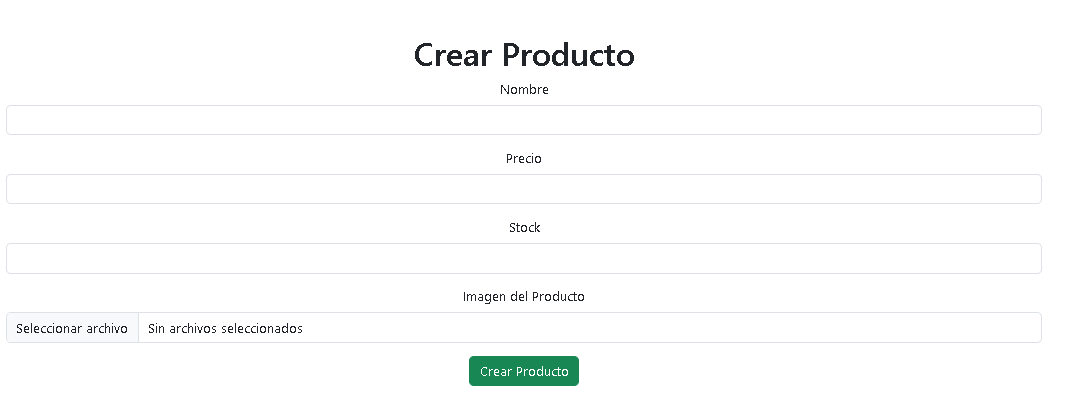 Crear Producto
Nombre
Precio
Stock
Imagen del Producto
Seleccionar archivo Sin archivos seleccionados
Crear Producto